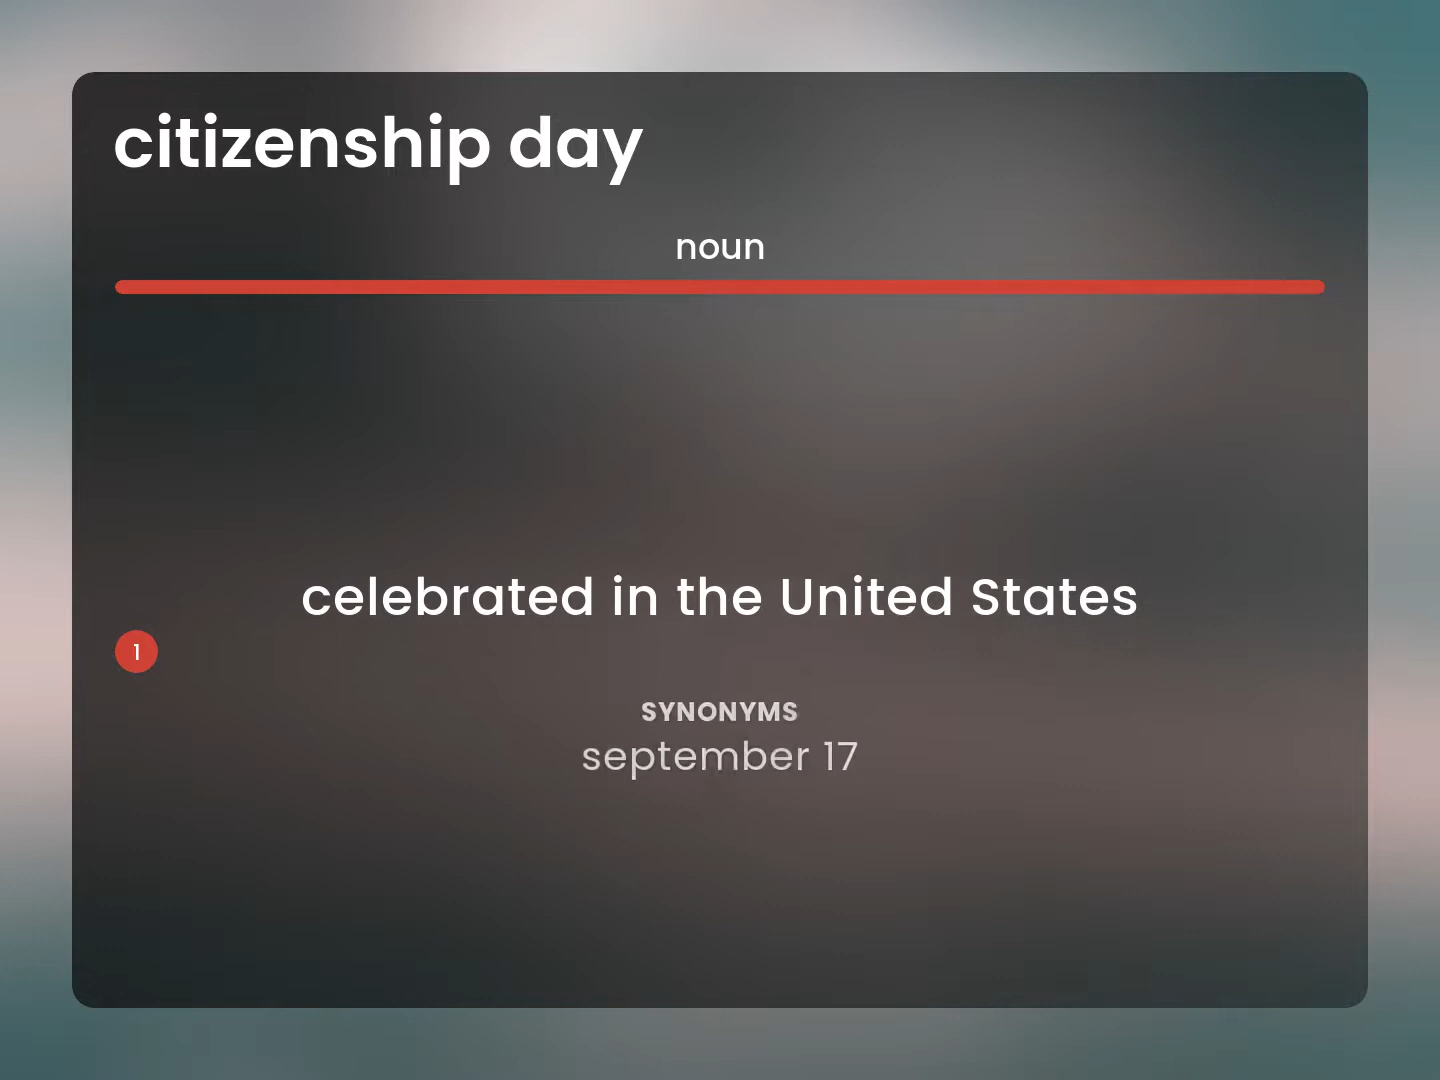 citizenship day
noun
celebrated in the United States
1
SYNONYMS
september 17